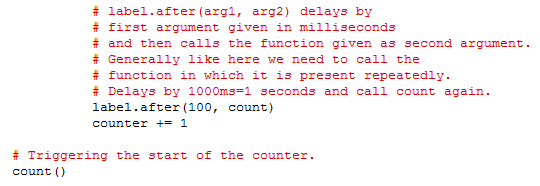 # label.after(arg1, arg2) delays by
# first argument given in milliseconds
# and then calls the function given as second argument.
# Generally like here we need to call the
# function in which it is present repeatedly.
# Delays by 1000ms=1 seconds and call count again.
label.after(100, count)
counter += 1
# Triggering the start of the counter.
count()